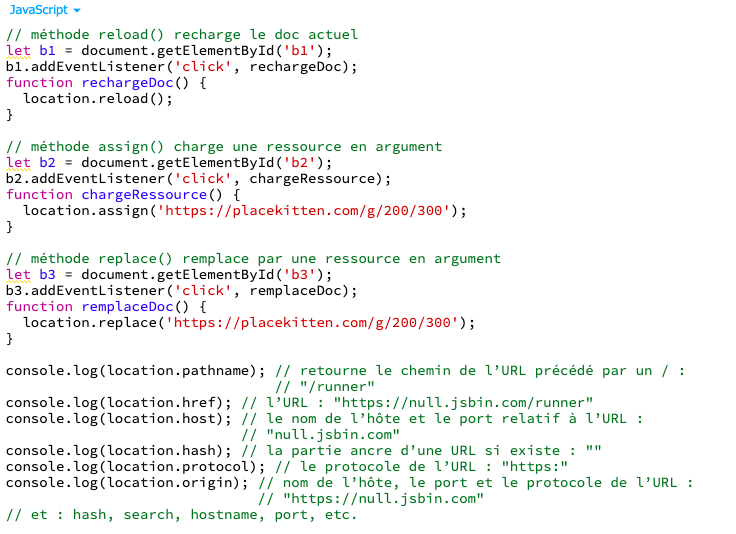 JavaScript
// méthode reload() recharge le doc actuel
let b1 = document.getElementById('b1');
b1.addEventListener('click', rechargeDoc);
function rechargeDoc() {
  location.reload();
}
// méthode assign() charge une ressource en argument
let b2 = document.getElementById('b2');
b2.addEventListener('click', chargeRessource);
function chargeRessource() {
  location.assign('https://placekitten.com/g/200/300');
}
// méthode replace() remplace par une ressource en argument
let b3 = document.getElementById('b3');
b3.addEventListener('click', remplaceDoc);
function remplaceDoc() {
  location.replace('https://placekitten.com/g/200/300');
}
console.log(location.pathname); // retourne le chemin de l’URL précédé par un / :
                                // "/runner"
console.log(location.href); // l’URL : "https://null.jsbin.com/runner"
console.log(location.host); // le nom de l’hôte et le port relatif à l’URL :
                            // "null.jsbin.com"
console.log(location.hash); // la partie ancre d’une URL si existe : ""
console.log(location.protocol); // le protocole de l’URL : "https:"
console.log(location.origin); // nom de l’hôte, le port et le protocole de l’URL :
                              // "https://null.jsbin.com"
// et : hash, search, hostname, port, etc.